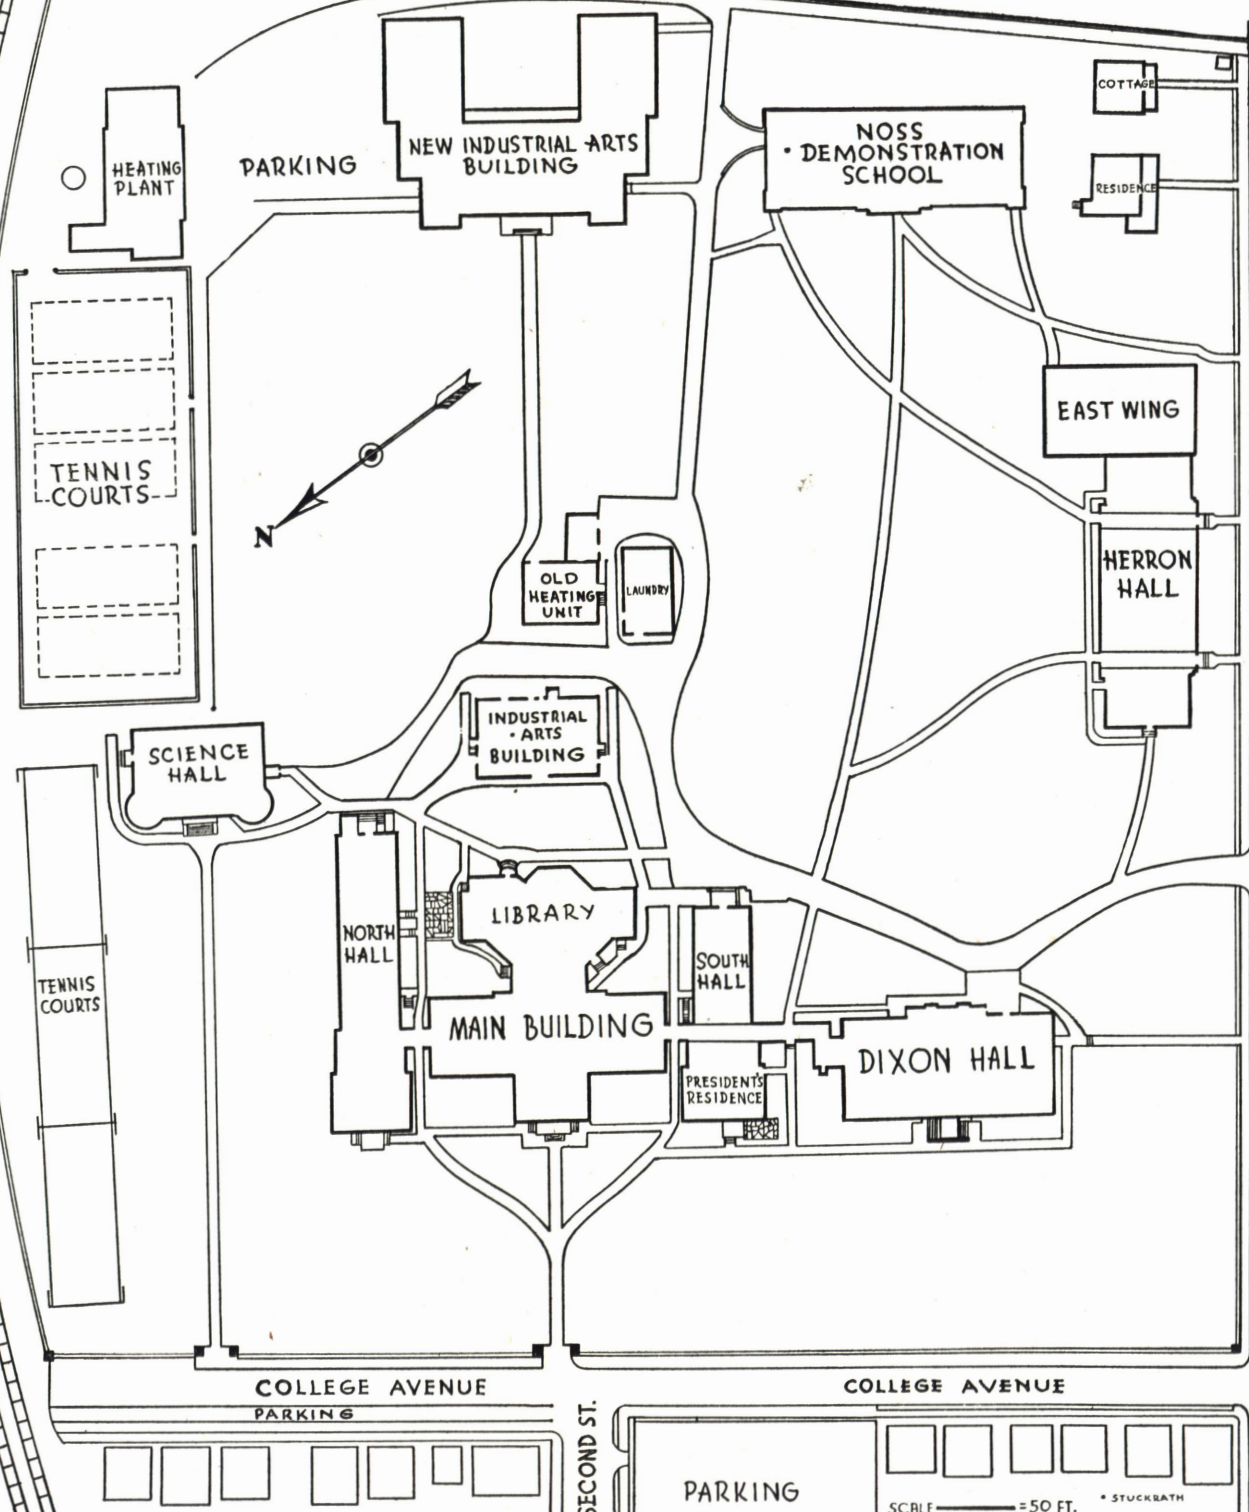 COTTAGE
NOSS
DEMONSTRATION
SCHOOL
NEW INDUSTRIAL ARTS
BUILDING
PARKING
HEATING
PLANT
RESIDENCE
EAST WING
TENNIS
COURTS
N
HERRON
HALL
OLD
HEATING
UNIT
LAUNDRY
INDUSTRIAL
ARTS
BUILDING
SCIENCE
HALL
LIBRARY
NORTH
HALL
SOUTH
HALL
TENNIS
COURTS
MAIN BUILDING
DIXON HALL
PRESIDENT'S
RESIDENCE
COLLEGE AVENUE
COLLEGE AVENUE
PARKING
SECOND ST.
PARKING
STUCKRATH
SCALE = 50 FT.